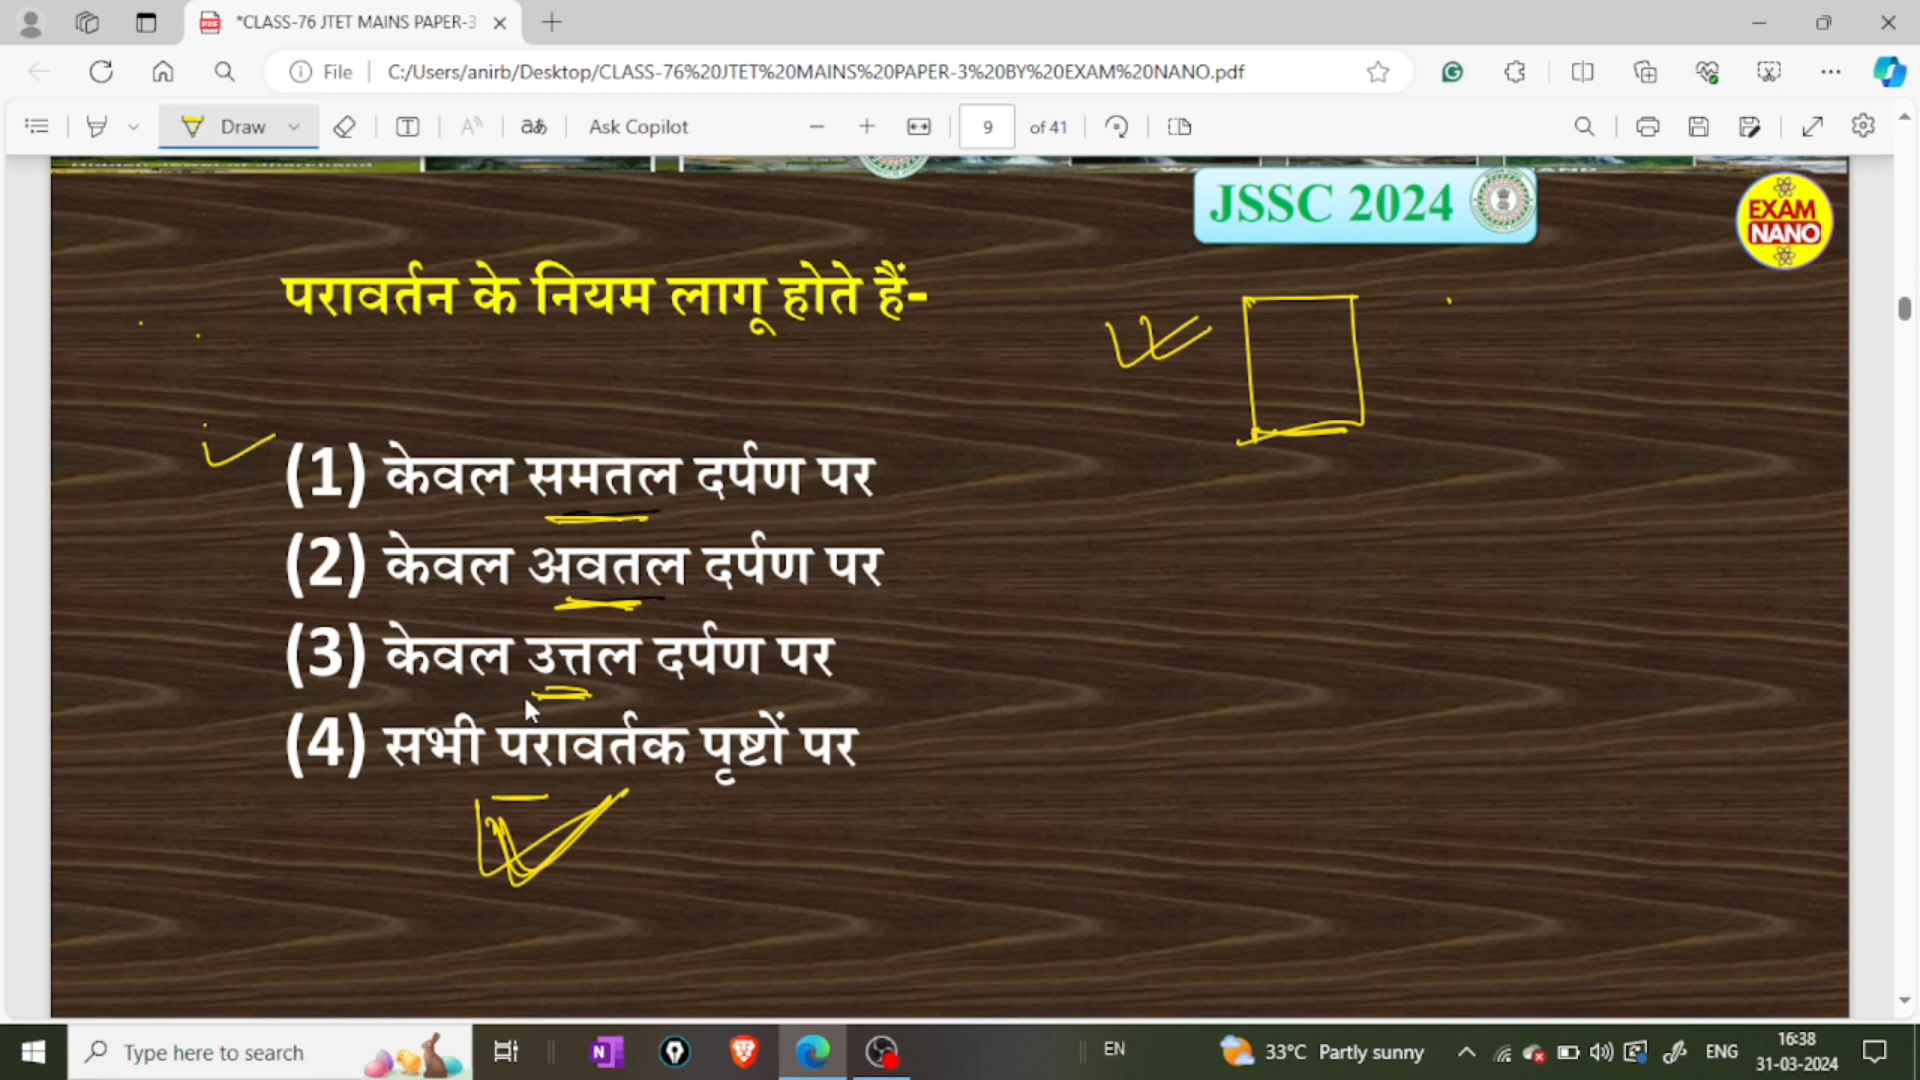 *CLASS-76 JTET MAINS PAPER-3
File C:/Users/anirb/Desktop/CLASS-76%20JTET%20MAINS%20PAPER-3%20BY%20EXAM%20NANO.pdf
Draw Ask Copilot 9 of 41
JSSC 2024
EXAM
NANO
परावर्तन के नियम लागू होते हैं-
(1) केवल समतल दर्पण पर
(2) केवल अवतल दर्पण पर
(3) केवल उत्तल दर्पण पर
(4) सभी परावर्तक पृष्टों पर
Type here to search
EN
33°C Partly sunny
ENG
16:38
31-03-2024